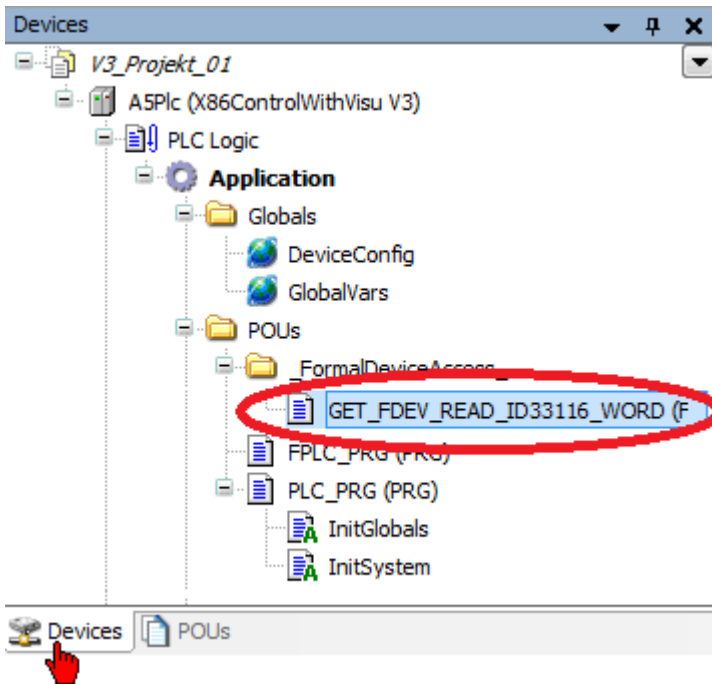 Devices
V3_Projekt_01
A5Plc (X86ControlWithVisu V3)
PLC Logic
Application
Globals
DeviceConfig
GlobalVars
POUs
_FormalDeviceAccess_
GET_FDEV_READ_ID33116_WORD (F
FPLC_PRG (PRG)
PLC_PRG (PRG)
InitGlobals
InitSystem
Devices POUs